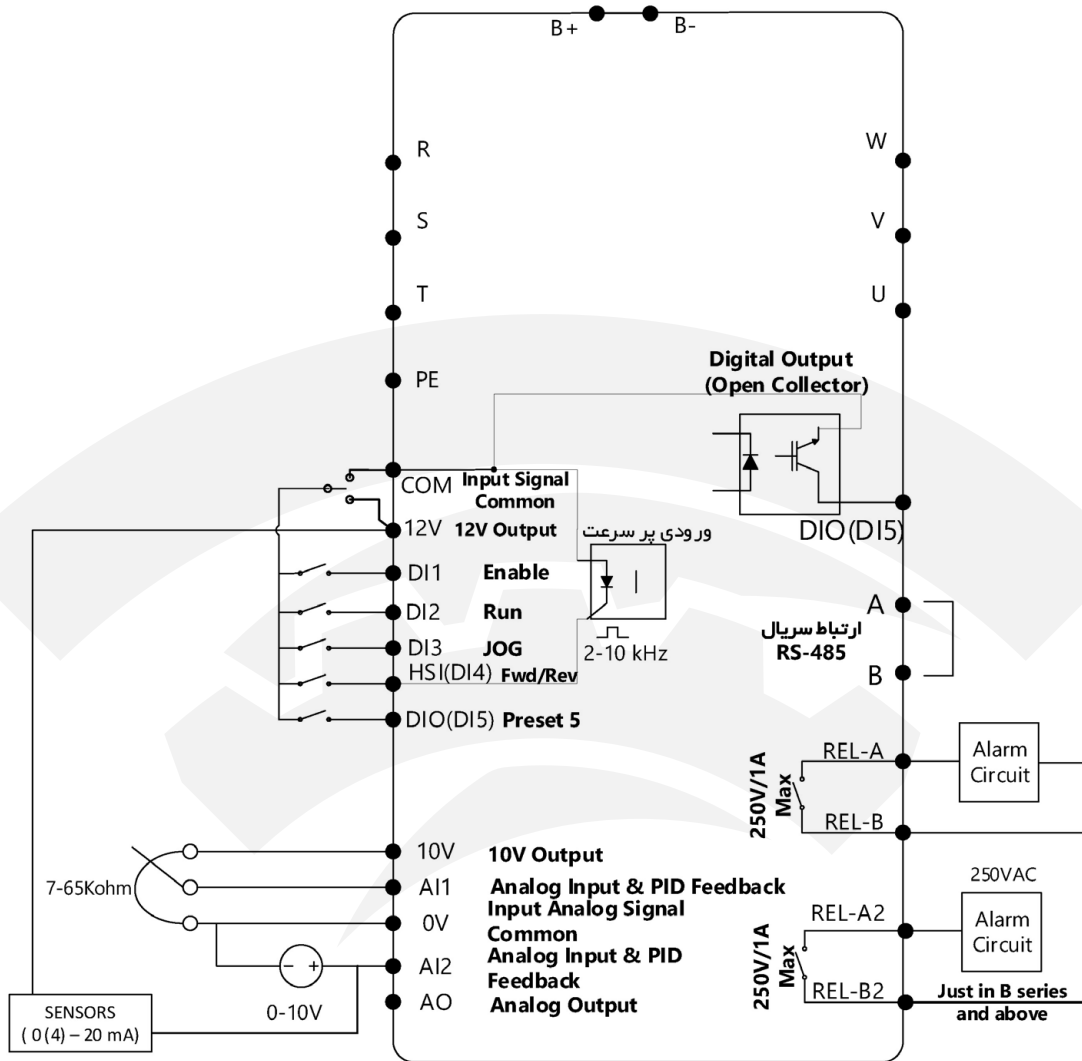 B+
B-
R
S
T
PE
W
V
U
Digital Output
(Open Collector)
COM
Input Signal
Common
12V
12V Output
ورودی پر سرعت
DIO(DI5)
DI1
Enable
DI2
Run
DI3
JOG
2-10 kHz
HSI(DI4)
Fwd/Rev
DIO(DI5)
Preset 5
A
ارتباط سریال
RS-485
B
REL-A
Alarm
Circuit
250V/1A
Max
REL-B
7-65Kohm
10V
10V Output
AI1
Analog Input & PID Feedback
0V
Input Analog Signal
Common
AI2
Analog Input & PID
Feedback
AO
Analog Output
- +
0-10V
SENSORS
( 0(4) – 20 mA)
250VAC
REL-A2
Alarm
Circuit
250V/1A
Max
REL-B2
Just in B series
and above